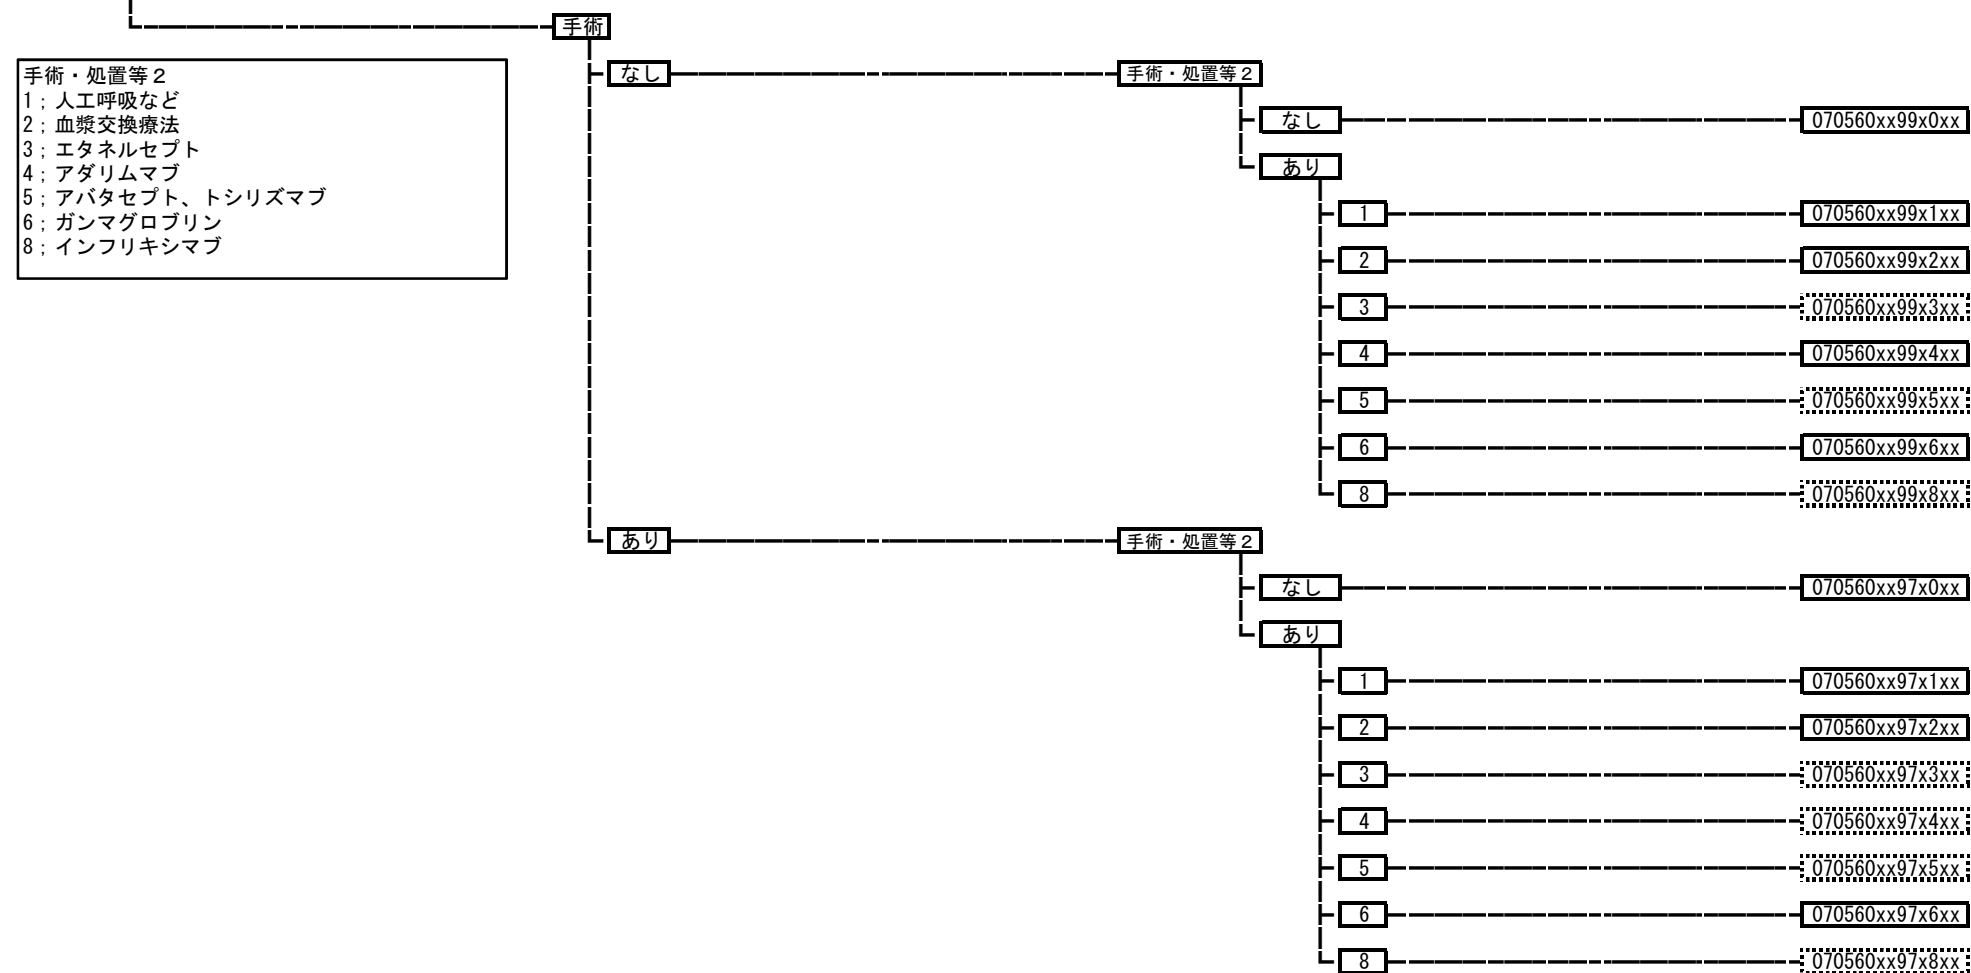 手術
手術・処置等２
1；人工呼吸など
2；血漿交換療法
3；エタネルセプト
4；アダリムマブ
5；アバタセプト、トシリズマブ
6；ガンマグロブリン
8；インフリキシマブ
なし 手術・処置等２
なし 070560xx99x0xx
あり
1 070560xx99x1xx
2 070560xx99x2xx
3 070560xx99x3xx
4 070560xx99x4xx
5 070560xx99x5xx
6 070560xx99x6xx
8 070560xx99x8xx
あり 手術・処置等２
なし 070560xx97x0xx
あり
1 070560xx97x1xx
2 070560xx97x2xx
3 070560xx97x3xx
4 070560xx97x4xx
5 070560xx97x5xx
6 070560xx97x6xx
8 070560xx97x8xx